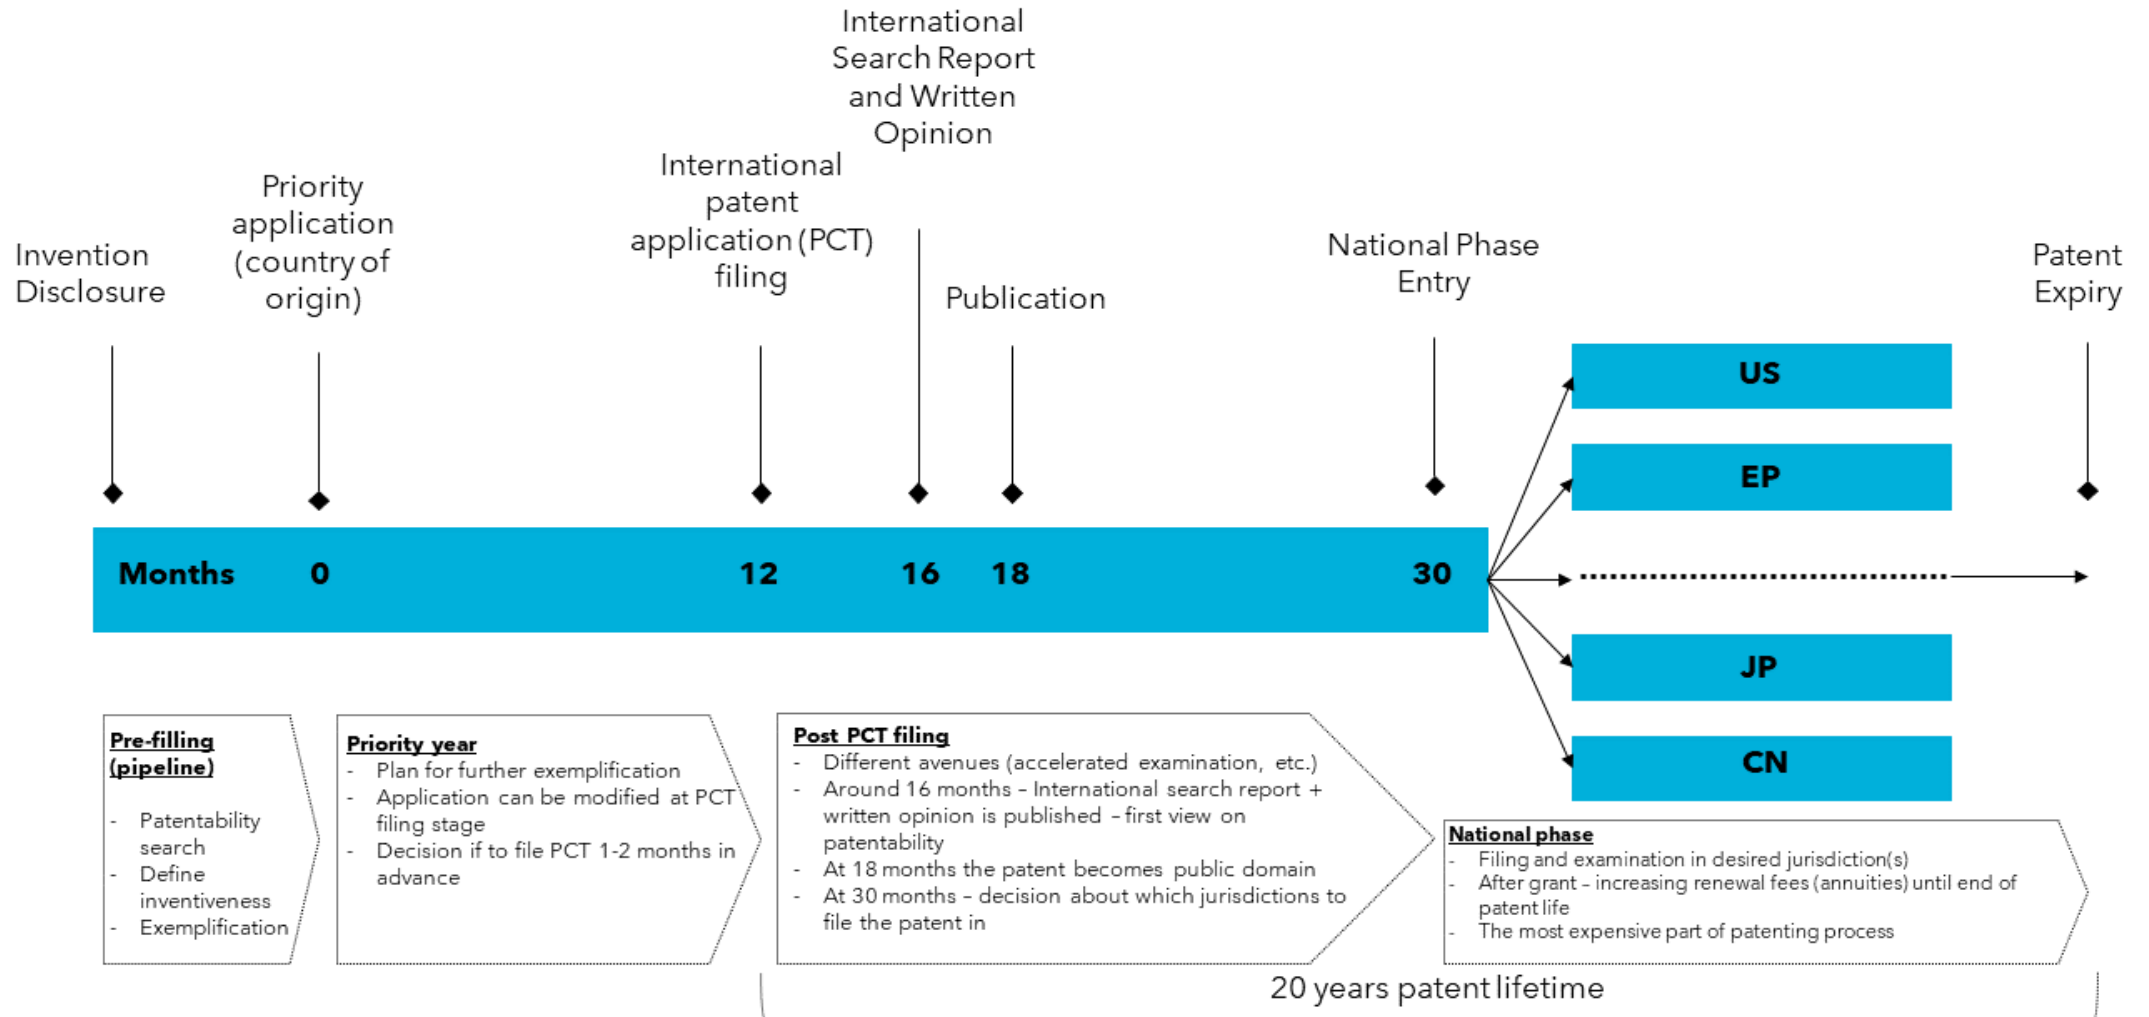 International
Search Report
and Written
Opinion
International
patent
application (PCT)
filing
Priority
application
(country of
origin)
Invention
Disclosure
Publication
National Phase
Entry
Patent
Expiry
US
EP
Months 0 12 16 18 30
JP
CN
Pre-filling
(pipeline)
- Patentability
search
- Define
inventiveness
- Exemplification
Priority year
- Plan for further exemplification
- Application can be modified at PCT
filing stage
- Decision if to file PCT 1-2 months in
advance
Post PCT filing
- Different avenues (accelerated examination, etc.)
- Around 16 months – International search report +
written opinion is published – first view on
patentability
- At 18 months the patent becomes public domain
- At 30 months – decision about which jurisdictions to
file the patent in
National phase
- Filing and examination in desired jurisdiction(s)
- After grant – increasing renewal fees (annuities) until end of
patent life
- The most expensive part of patenting process
20 years patent lifetime